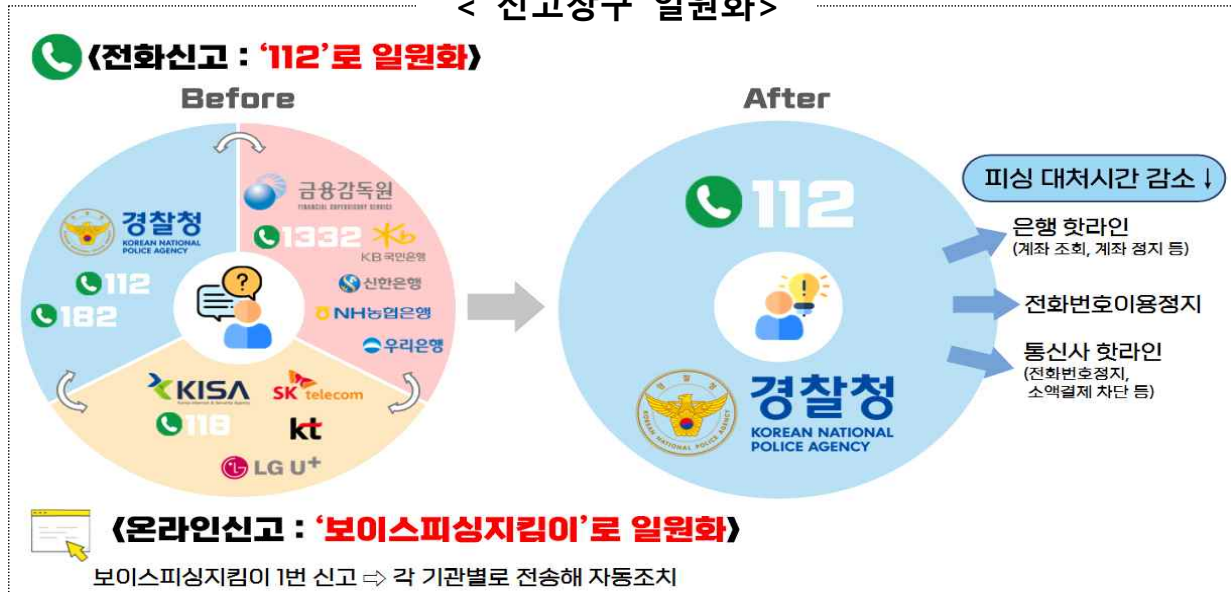 < 신고창구 일원화>
《전화신고 : ‘112’로 일원화》
Before
After
금융감독원
FINANCIAL SUPERVISORY SERVICE
1332
KB국민은행
신한은행
NH농협은행
우리은행
경찰청
KOREAN NATIONAL
POLICE AGENCY
112
182
KISA
118
SK telecom
kt
LG U+
112
경찰청
KOREAN NATIONAL
POLICE AGENCY
피싱 대처시간 감소↓
은행 핫라인
(계좌 조회, 계좌 정지 등)
전화번호이용정지
통신사 핫라인
(전화번호정지,
소액결제 차단 등)
《온라인신고 : ‘보이스피싱지킴이’로 일원화》
보이스피싱지킴이 1번 신고 ⇨ 각 기관별로 전송해 자동조치